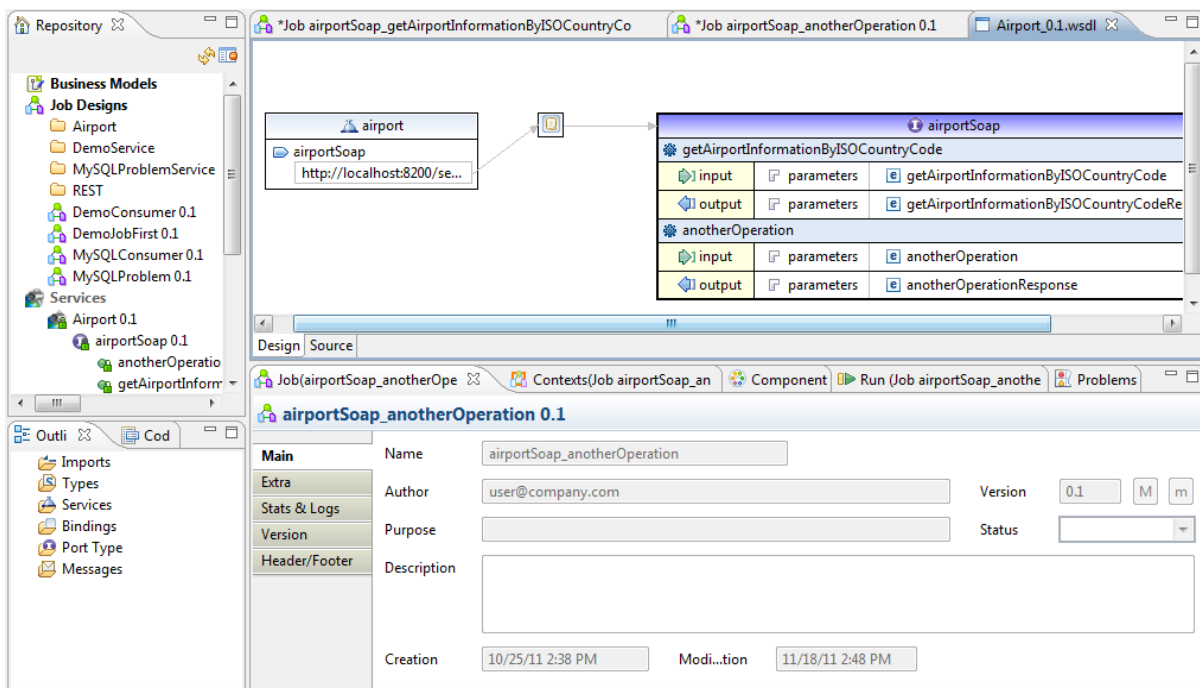 Repository
Business Models
Job Designs
Airport
DemoService
MySQLProblemService
REST
DemoConsumer 0.1
DemoJobFirst 0.1
MySQLConsumer 0.1
MySQLProblem 0.1
Services
Airport 0.1
airportSoap 0.1
anotherOperatio
getAirportInform
Outli
Cod
Imports
Types
Services
Bindings
Port Type
Messages
*Job airportSoap_getAirportInformationByISOCountryCo
*Job airportSoap_anotherOperation 0.1
Airport_0.1.wsdl
airport
airportSoap
http://localhost:8200/se...
airportSoap
getAirportInformationByISOCountryCode
input parameters getAirportInformationByISOCountryCode
output parameters getAirportInformationByISOCountryCodeRe
anotherOperation
input parameters anotherOperation
output parameters anotherOperationResponse
Design Source
Job(airportSoap_anotherOpe
Contexts(Job airportSoap_an
Component
Run (Job airportSoap_anothe
Problems
airportSoap_anotherOperation 0.1
Main
Extra
Stats & Logs
Version
Header/Footer
Name airportSoap_anotherOperation
Author user@company.com Version 0.1 M m
Purpose Status
Description
Creation 10/25/11 2:38 PM Modi...tion 11/18/11 2:48 PM